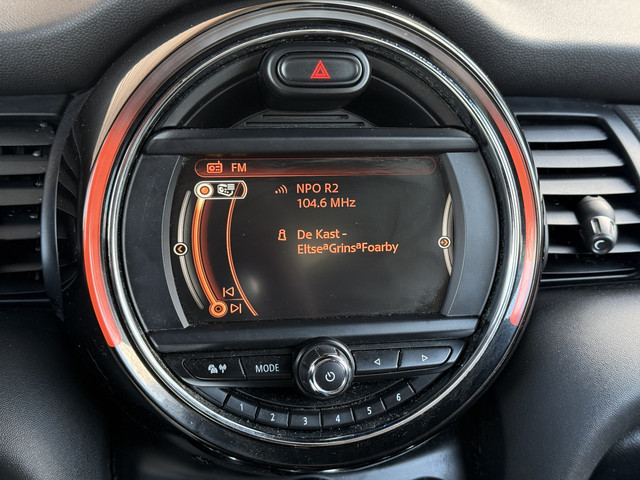 FM
NPO R2
104.6 MHz
De Kast -
EltseªGrinsªFoarby
MODE
1 2 3 4 5 6